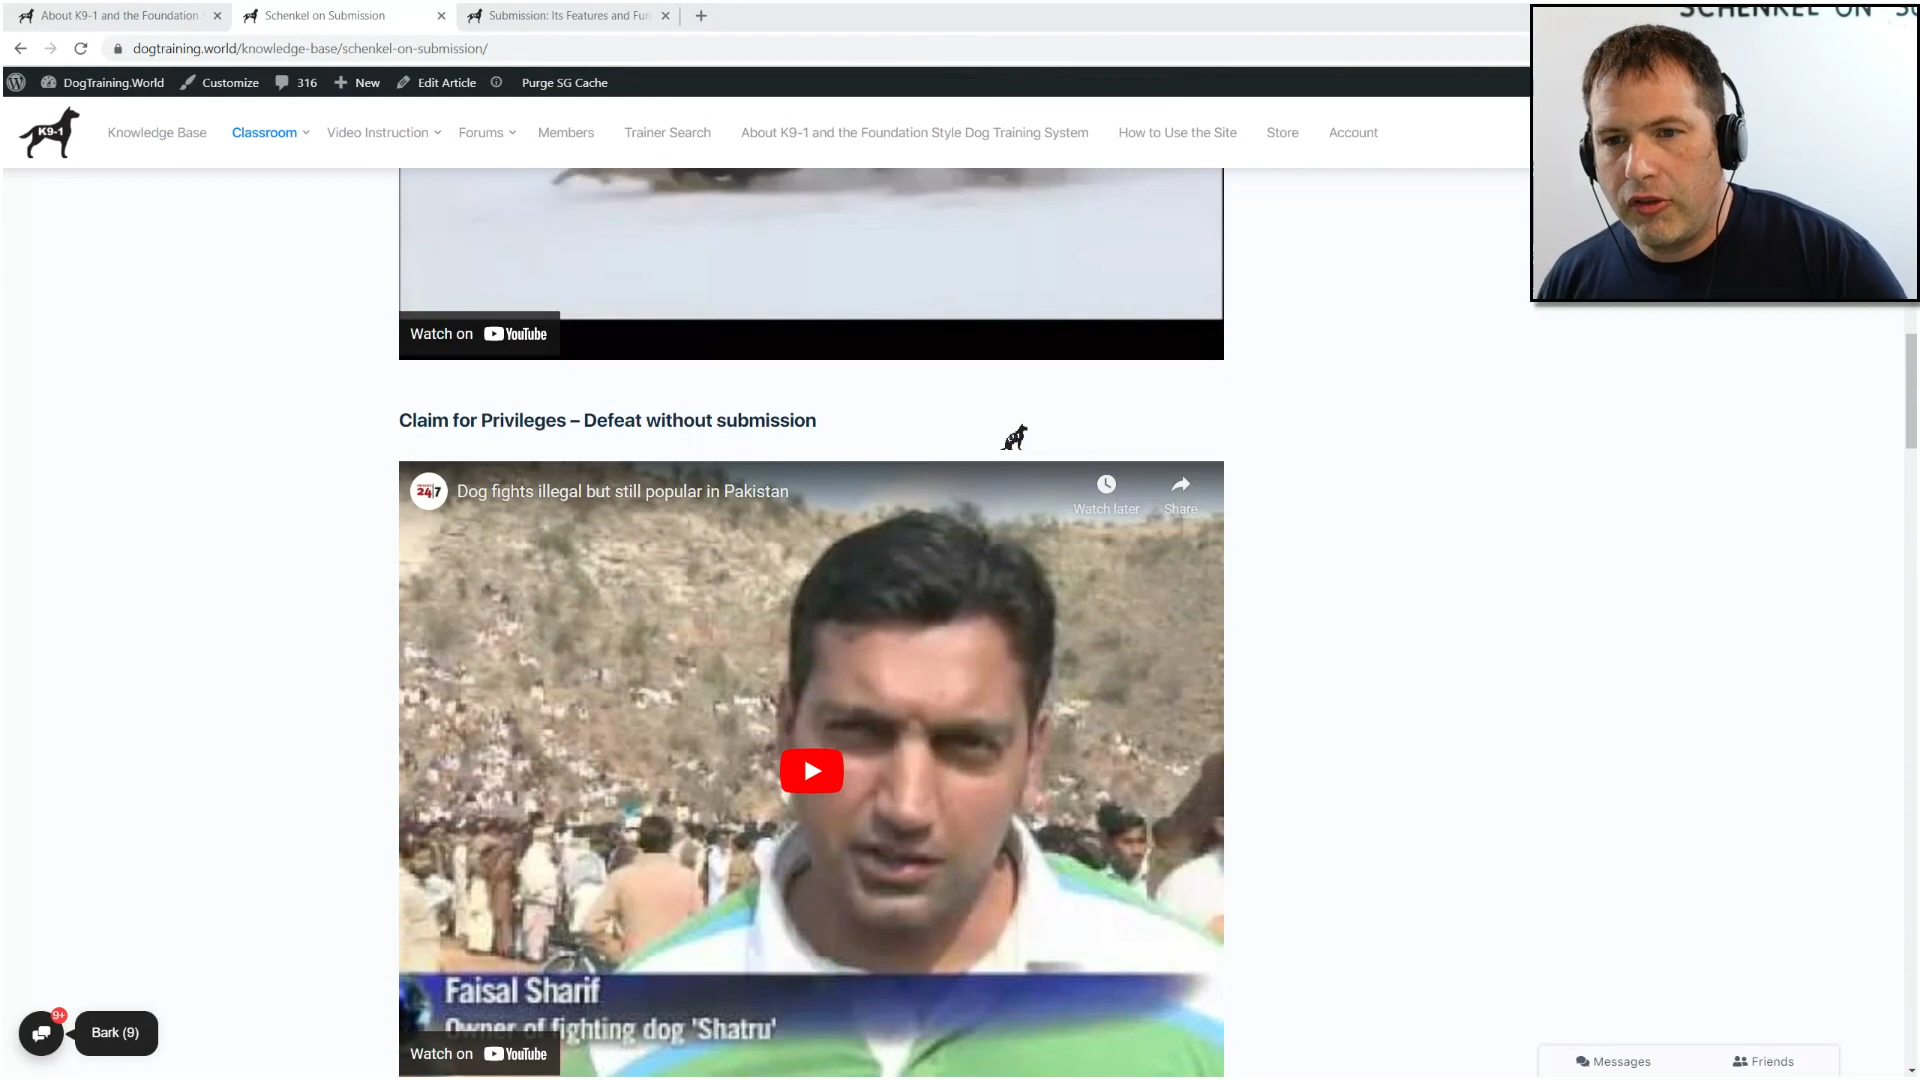 About K9-1 and the Foundation
Schenkel on Submission
Submission: Its Features and Fun
SCHENKEL ON
dogtraining.world/knowledge-base/schenkel-on-submission/
DogTraining.World Customize 316 New Edit Article Purge SG Cache
K9-1
Knowledge Base Classroom Video Instruction Forums Members Trainer Search About K9-1 and the Foundation Style Dog Training System How to Use the Site Store Account
Watch on YouTube
Claim for Privileges – Defeat without submission
24|7
Dog fights illegal but still popular in Pakistan
Watch later
Share
Faisal Sharif
Owner of fighting dog 'Shatru'
Watch on YouTube
9+
Bark (9)
Messages
Friends